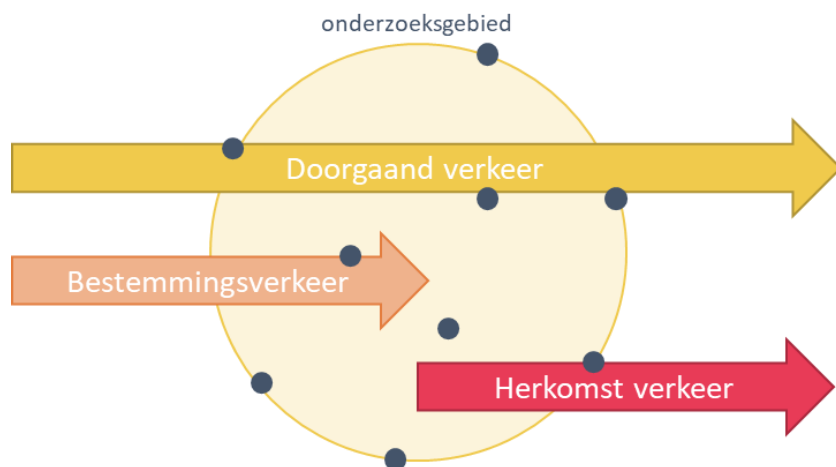 onderzoeksgebied
Doorgaand verkeer
Bestemmingsverkeer
Herkomst verkeer